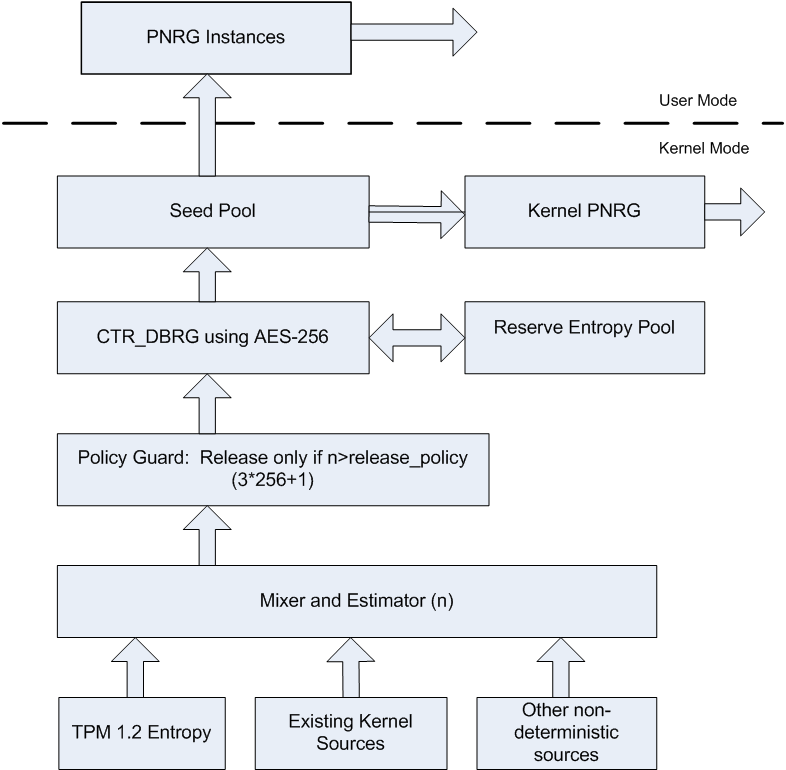 PNRG Instances
User Mode
Kernel Mode
Seed Pool
Kernel PNRG
CTR_DBRG using AES-256
Reserve Entropy Pool
Policy Guard:  Release only if n>release_policy
(3*256+1)
Mixer and Estimator (n)
TPM 1.2 Entropy
Existing Kernel
Sources
Other non-
deterministic
sources